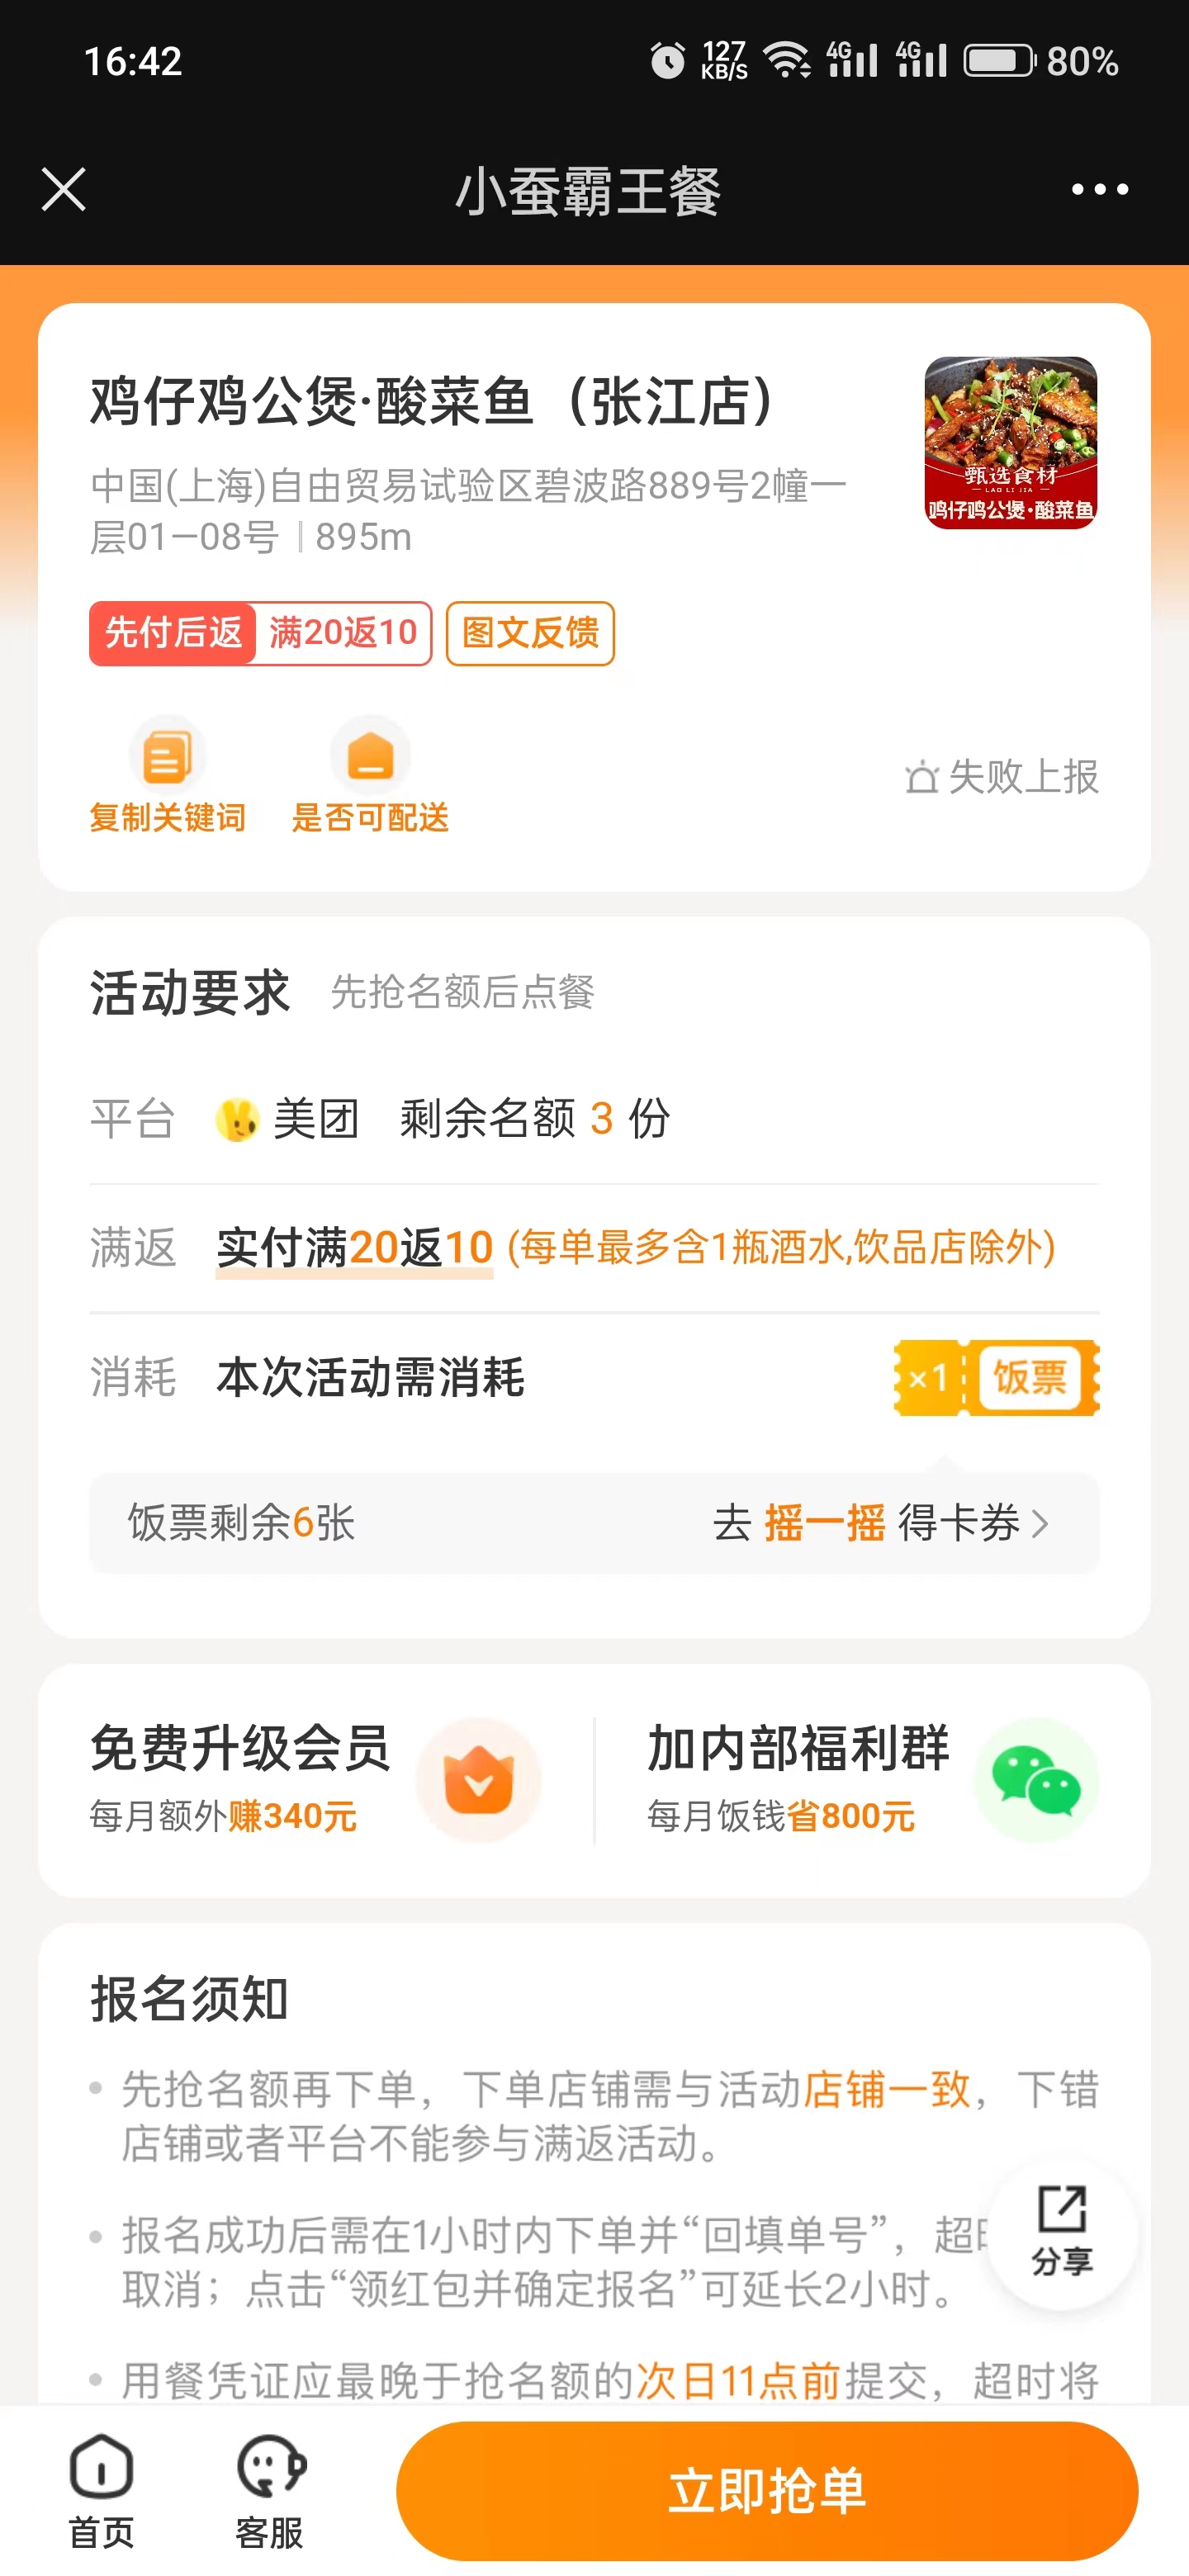 16:42
127
KB/S
4G
4G
80%
小蚕霸王餐
鸡仔鸡公煲·酸菜鱼（张江店）
中国(上海)自由贸易试验区碧波路889号2幢一
层01—08号 | 895m
甄选食材
LAO LI JIA
鸡仔鸡公煲·酸菜鱼
先付后返 满20返10 图文反馈
复制关键词
是否可配送
失败上报
活动要求 先抢名额后点餐
平台 美团 剩余名额 3 份
满返 实付满20返10 (每单最多含1瓶酒水,饮品店除外)
消耗 本次活动需消耗 ×1 饭票
饭票剩余6张 去 摇一摇 得卡券
免费升级会员
每月额外赚340元
加内部福利群
每月饭钱省800元
报名须知
先抢名额再下单，下单店铺需与活动店铺一致，下错
店铺或者平台不能参与满返活动。
报名成功后需在1小时内下单并“回填单号”，超
取消；点击“领红包并确定报名”可延长2小时。
用餐凭证应最晚于抢名额的次日11点前提交，超时将
分享
首页
客服
立即抢单